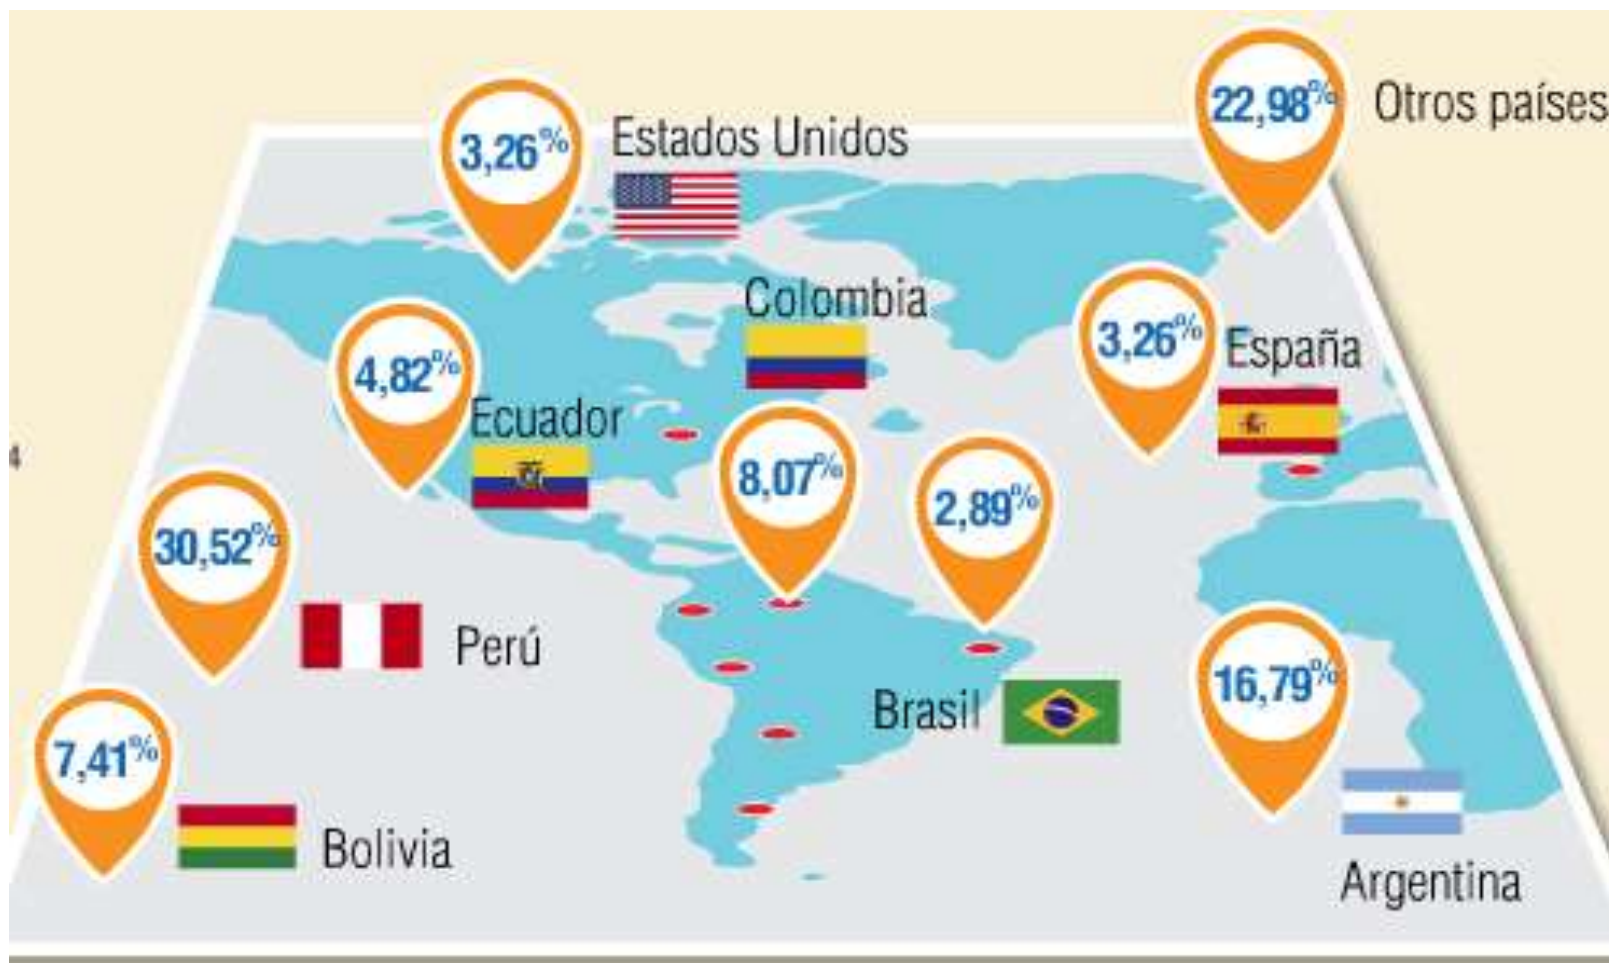 3,26%
Estados Unidos
22,98%
Otros países
Colombia
4,82%
Ecuador
3,26%
España
4
8,07%
2,89%
30,52%
Perú
16,79%
Brasil
7,41%
Bolivia
Argentina